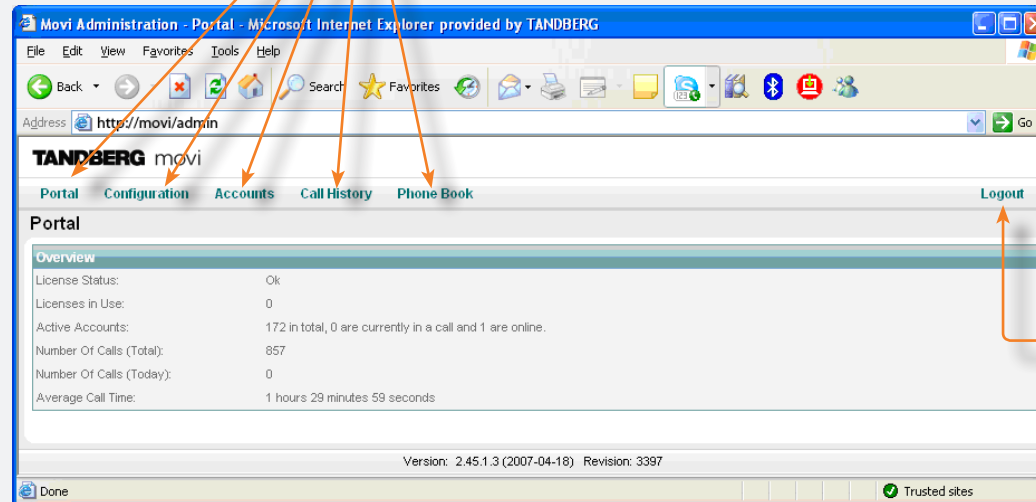 Movi Administration - Portal - Microsoft Internet Explorer provided by TANDBERG
File Edit View Favorites Tools Help
Back Search Favorites
Address http://movi/admin Go
TANDBERG movi
Portal Configuration Accounts Call History Phone Book Logout
Portal
Overview
License Status: Ok
Licenses in Use: 0
Active Accounts: 172 in total, 0 are currently in a call and 1 are online.
Number Of Calls (Total): 857
Number Of Calls (Today): 0
Average Call Time: 1 hours 29 minutes 59 seconds
Version: 2.45.1.3 (2007-04-18) Revision: 3397
Done Trusted sites